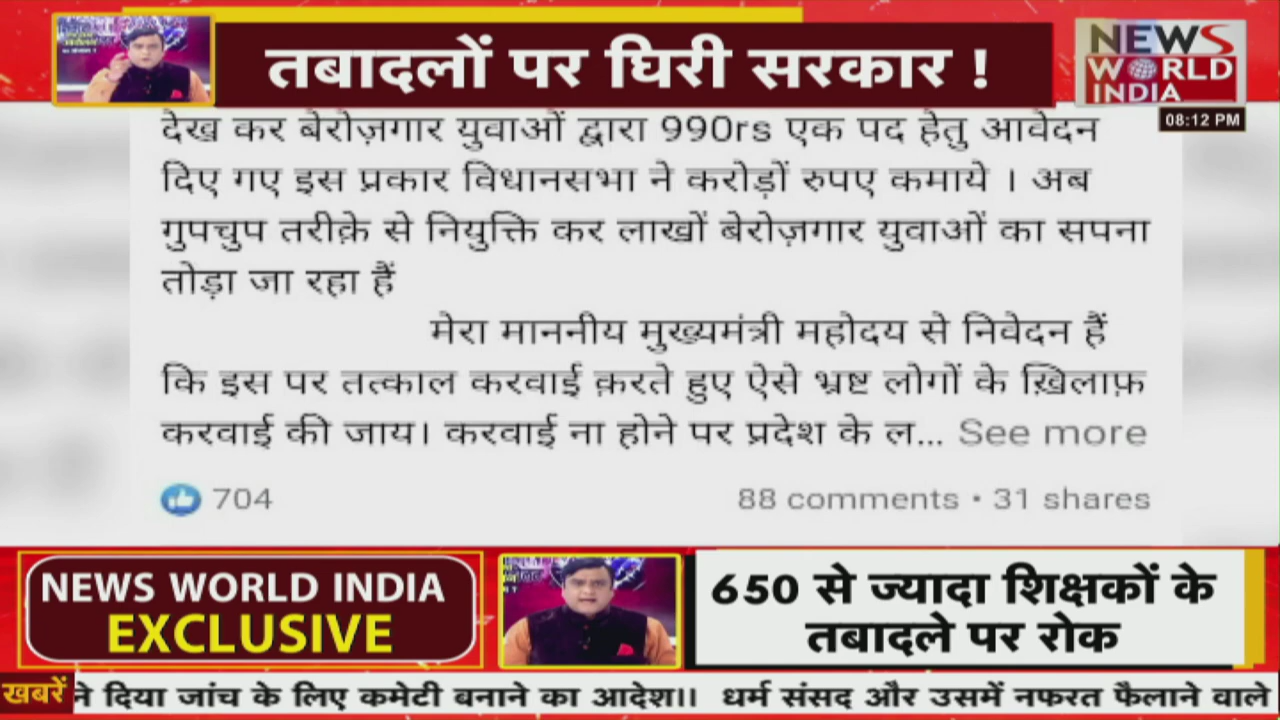 तबादलों पर घिरी सरकार !
NEWS
WORLD
INDIA
08:12 PM
देख कर बेरोज़गार युवाओं द्वारा 990rs एक पद हेतु आवेदन
दिए गए इस प्रकार विधानसभा ने करोड़ों रुपए कमाये । अब
गुपचुप तरीक़े से नियुक्ति कर लाखों बेरोज़गार युवाओं का सपना
तोड़ा जा रहा हैं
मेरा माननीय मुख्यमंत्री महोदय से निवेदन हैं
कि इस पर तत्काल करवाई क़रते हुए ऐसे भ्रष्ट लोगों के ख़िलाफ़
करवाई की जाय। करवाई ना होने पर प्रदेश के ल... See more
704
88 comments • 31 shares
NEWS WORLD INDIA
EXCLUSIVE
650 से ज्यादा शिक्षकों के
तबादले पर रोक
खबरें ने दिया जांच के लिए कमेटी बनाने का आदेश।। धर्म संसद और उसमें नफरत फैलाने वाले